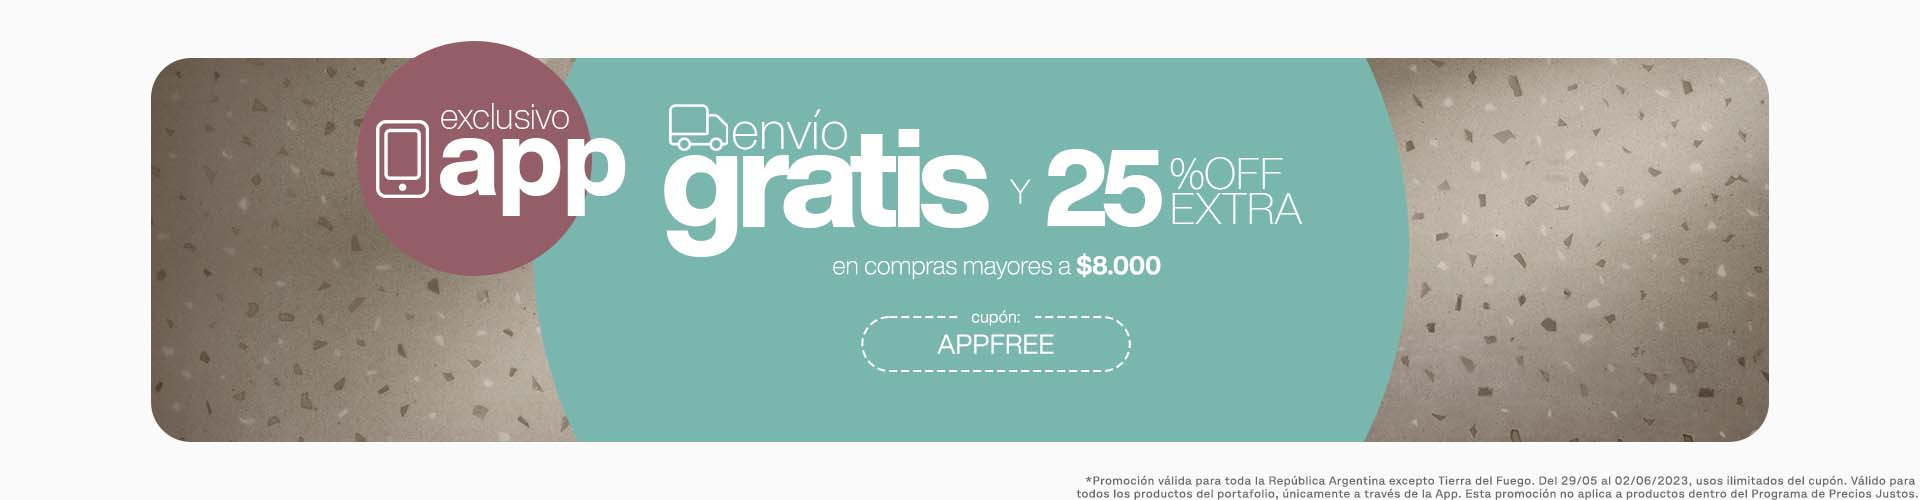 exclusivo
app
envío
gratis Y 25 %OFF
EXTRA
en compras mayores a $8.000
cupón:
APPFREE
*Promoción válida para toda la República Argentina excepto Tierra del Fuego. Del 29/05 al 02/06/2023, usos ilimitados del cupón. Válido para
todos los productos del portafolio, únicamente a través de la App. Esta promoción no aplica a productos dentro del Programa de Precios Justos